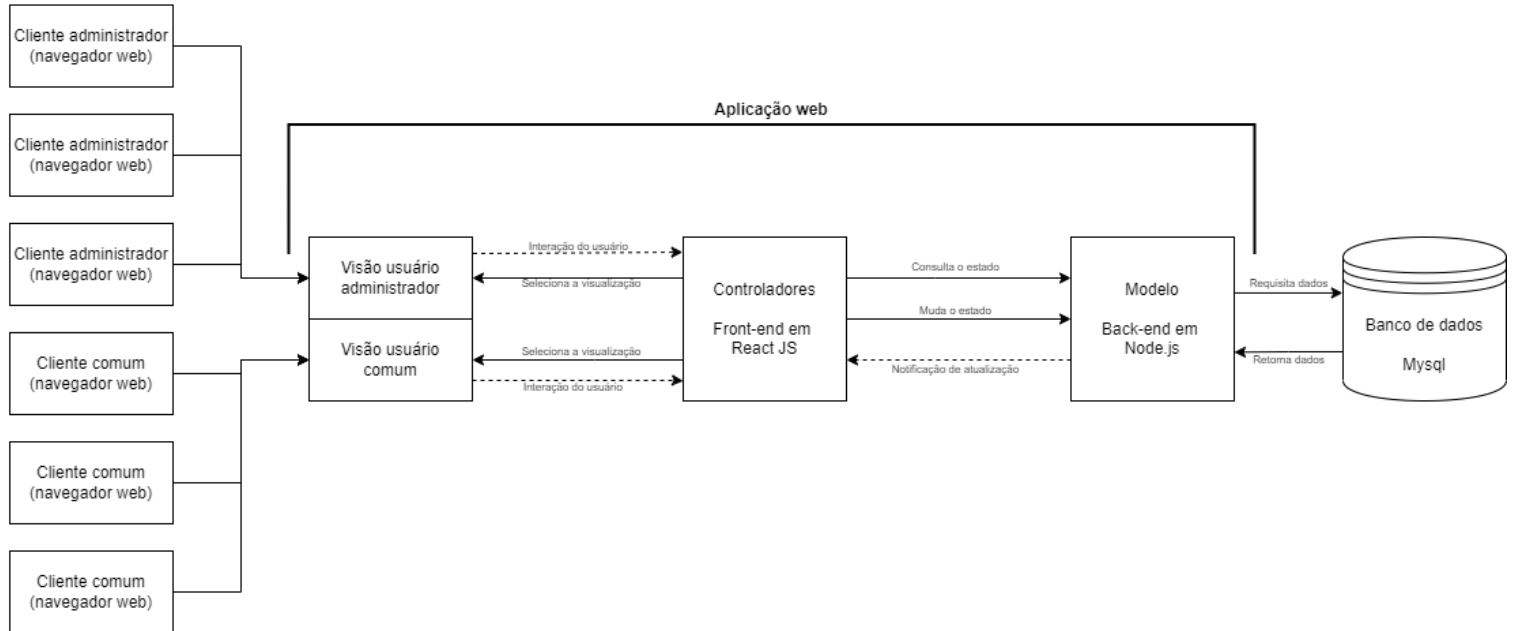 Cliente administrador
(navegador web)
Cliente administrador
(navegador web)
Cliente administrador
(navegador web)
Cliente comum
(navegador web)
Cliente comum
(navegador web)
Cliente comum
(navegador web)
Aplicação web
Visão usuário
administrador
Visão usuário
comum
Interação do usuário
Seleciona a visualização
Seleciona a visualização
Interação do usuário
Controladores
Front-end em
React JS
Consulta o estado
Muda o estado
Notificação de atualização
Modelo
Back-end em
Node.js
Requisita dados
Retorna dados
Banco de dados
Mysql